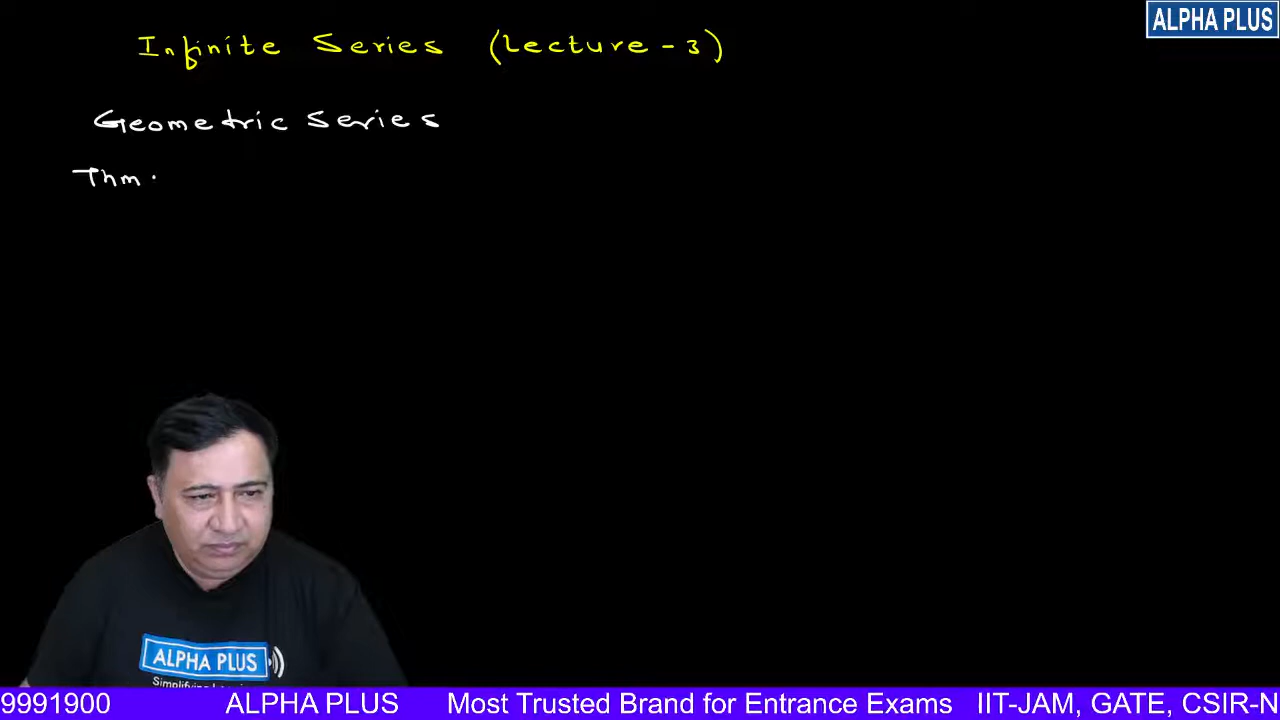 ALPHA PLUS
Infinite Series (Lecture-3)
Geometric Series
Thm.
ALPHA PLUS
9991900 ALPHA PLUS Most Trusted Brand for Entrance Exams IIT-JAM, GATE, CSIR-N